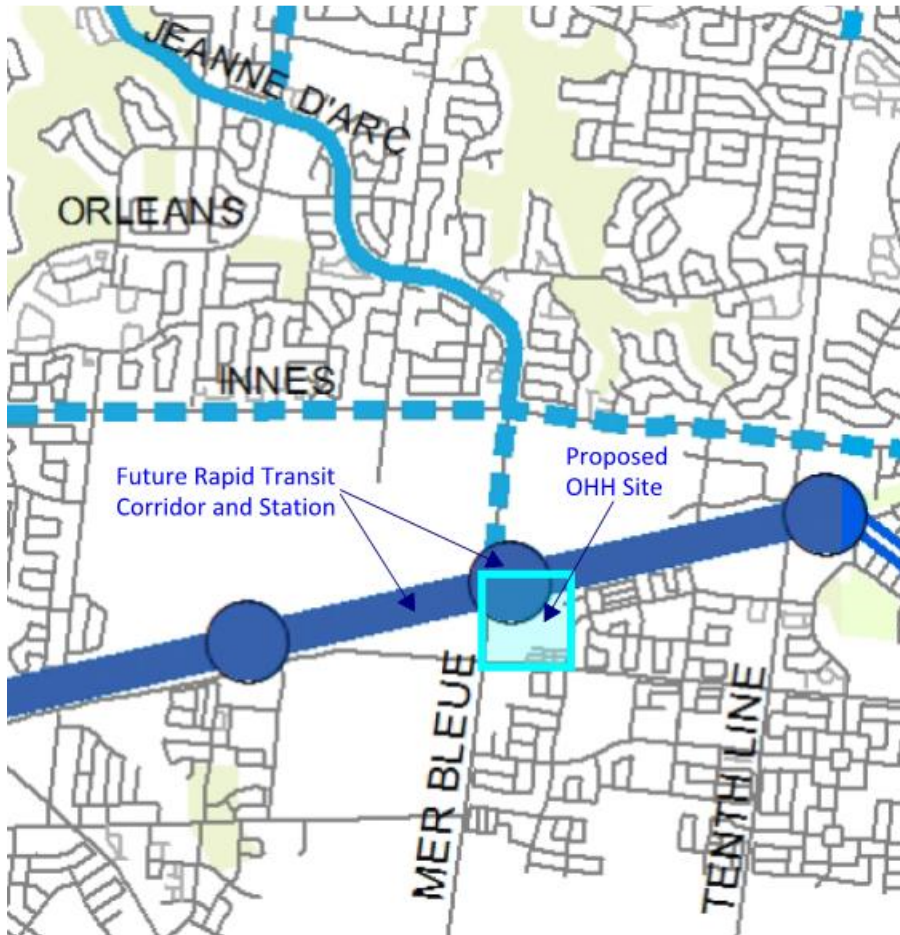 JEANNE D'ARC
ORLEANS
INNES
Future Rapid Transit
Corridor and Station
Proposed
OHH Site
MER BLEUE
TENTH LINE